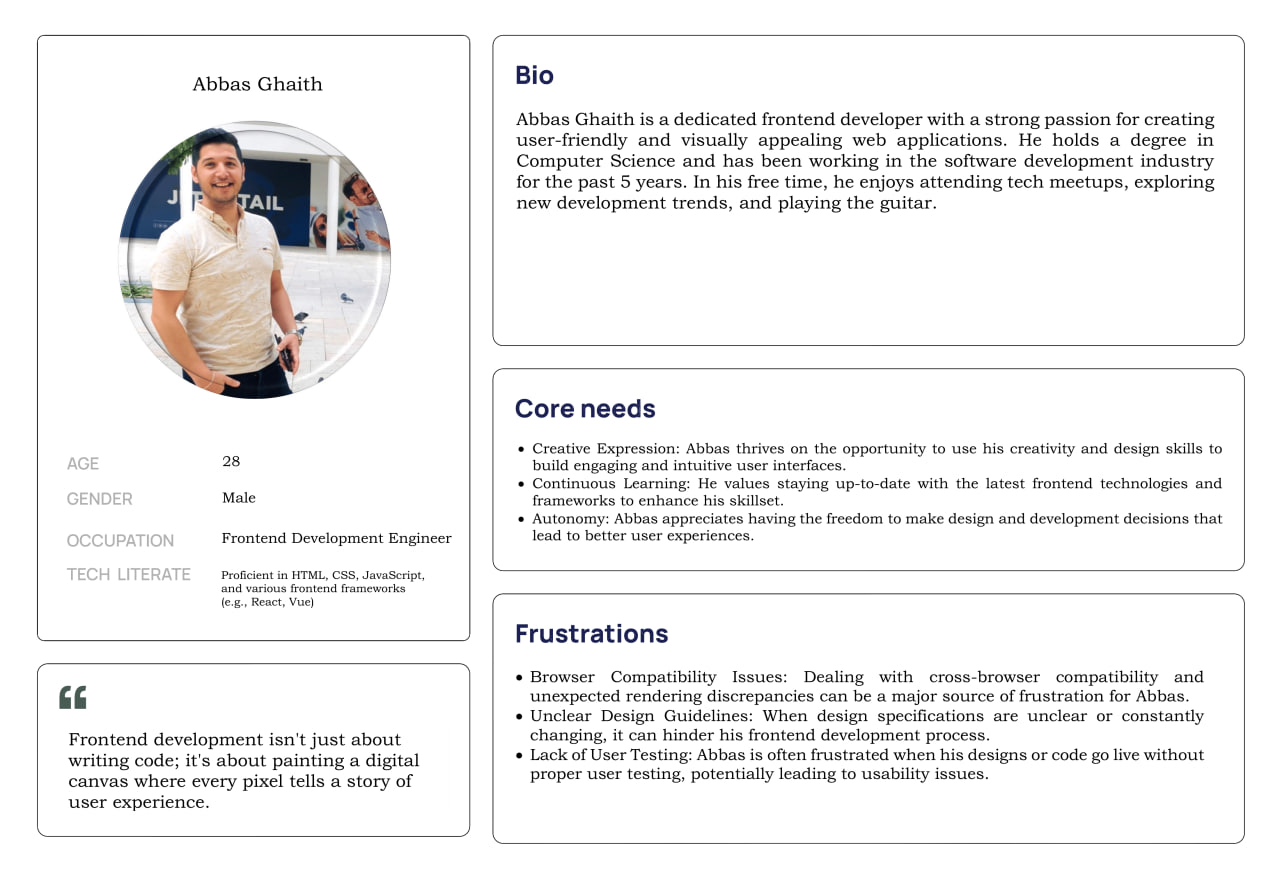 Abbas Ghaith
TAIL
AGE
28
GENDER
Male
OCCUPATION
Frontend Development Engineer
TECH LITERATE
Proficient in HTML, CSS, JavaScript,
and various frontend frameworks
(e.g., React, Vue)
“
Frontend development isn't just about
writing code; it's about painting a digital
canvas where every pixel tells a story of
user experience.
Bio
Abbas Ghaith is a dedicated frontend developer with a strong passion for creating
user-friendly and visually appealing web applications. He holds a degree in
Computer Science and has been working in the software development industry
for the past 5 years. In his free time, he enjoys attending tech meetups, exploring
new development trends, and playing the guitar.
Core needs
• Creative Expression: Abbas thrives on the opportunity to use his creativity and design skills to
build engaging and intuitive user interfaces.
• Continuous Learning: He values staying up-to-date with the latest frontend technologies and
frameworks to enhance his skillset.
• Autonomy: Abbas appreciates having the freedom to make design and development decisions that
lead to better user experiences.
Frustrations
• Browser Compatibility Issues: Dealing with cross-browser compatibility and
unexpected rendering discrepancies can be a major source of frustration for Abbas.
• Unclear Design Guidelines: When design specifications are unclear or constantly
changing, it can hinder his frontend development process.
• Lack of User Testing: Abbas is often frustrated when his designs or code go live without
proper user testing, potentially leading to usability issues.